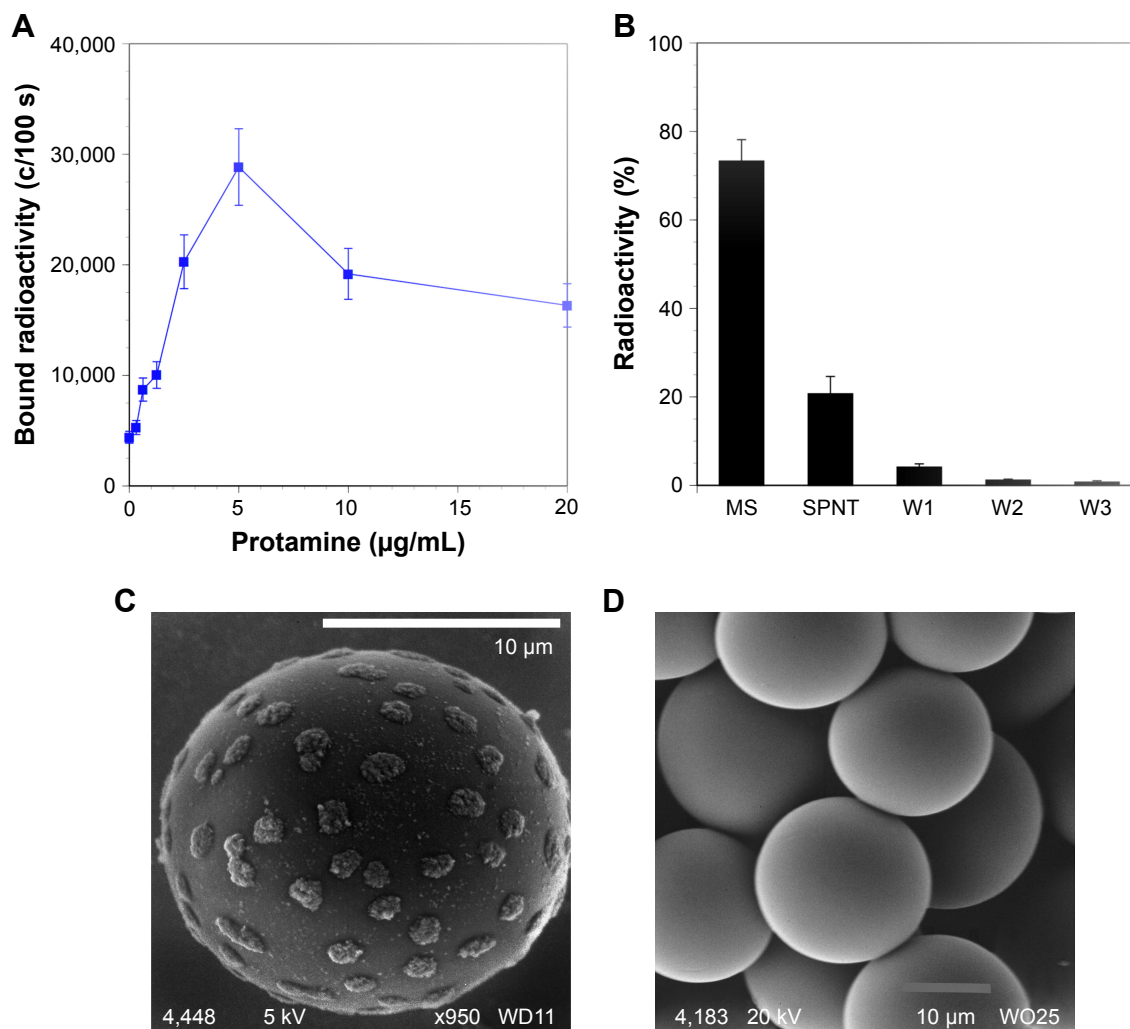 A
Bound radioactivity (c/100 s)
40,000
30,000
20,000
10,000
0
0 5 10 15 20
Protamine (µg/mL)
B
Radioactivity (%)
100
80
60
40
20
0
MS SPNT W1 W2 W3
C
10 µm
4,448 5 kV x950 WD11
D
10 µm
4,183 20 kV WO25